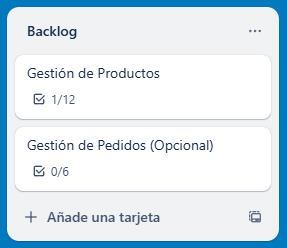 Backlog
Gestión de Productos
1/12
Gestión de Pedidos (Opcional)
0/6
Añade una tarjeta